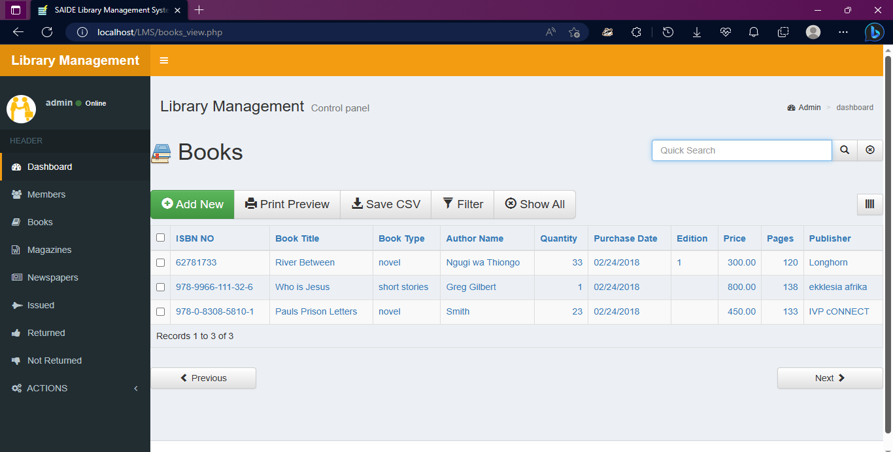 SAIDE Library Management Syst
localhost/LMS/books_view.php
Library Management
admin Online
HEADER
Dashboard
Members
Books
Magazines
Newspapers
Issued
Returned
Not Returned
ACTIONS
Library Management Control panel
Admin > dashboard
Books
Quick Search
Add New Print Preview Save CSV Filter Show All
ISBN NO Book Title Book Type Author Name Quantity Purchase Date Edition Price Pages Publisher
62781733 River Between novel Ngugi wa Thiongo 33 02/24/2018 1 300.00 120 Longhorn
978-9966-111-32-6 Who is Jesus short stories Greg Gilbert 1 02/24/2018 800.00 138 ekklesia afrika
978-0-8308-5810-1 Pauls Prison Letters novel Smith 23 02/24/2018 450.00 133 IVP cONNECT
Records 1 to 3 of 3
Previous Next